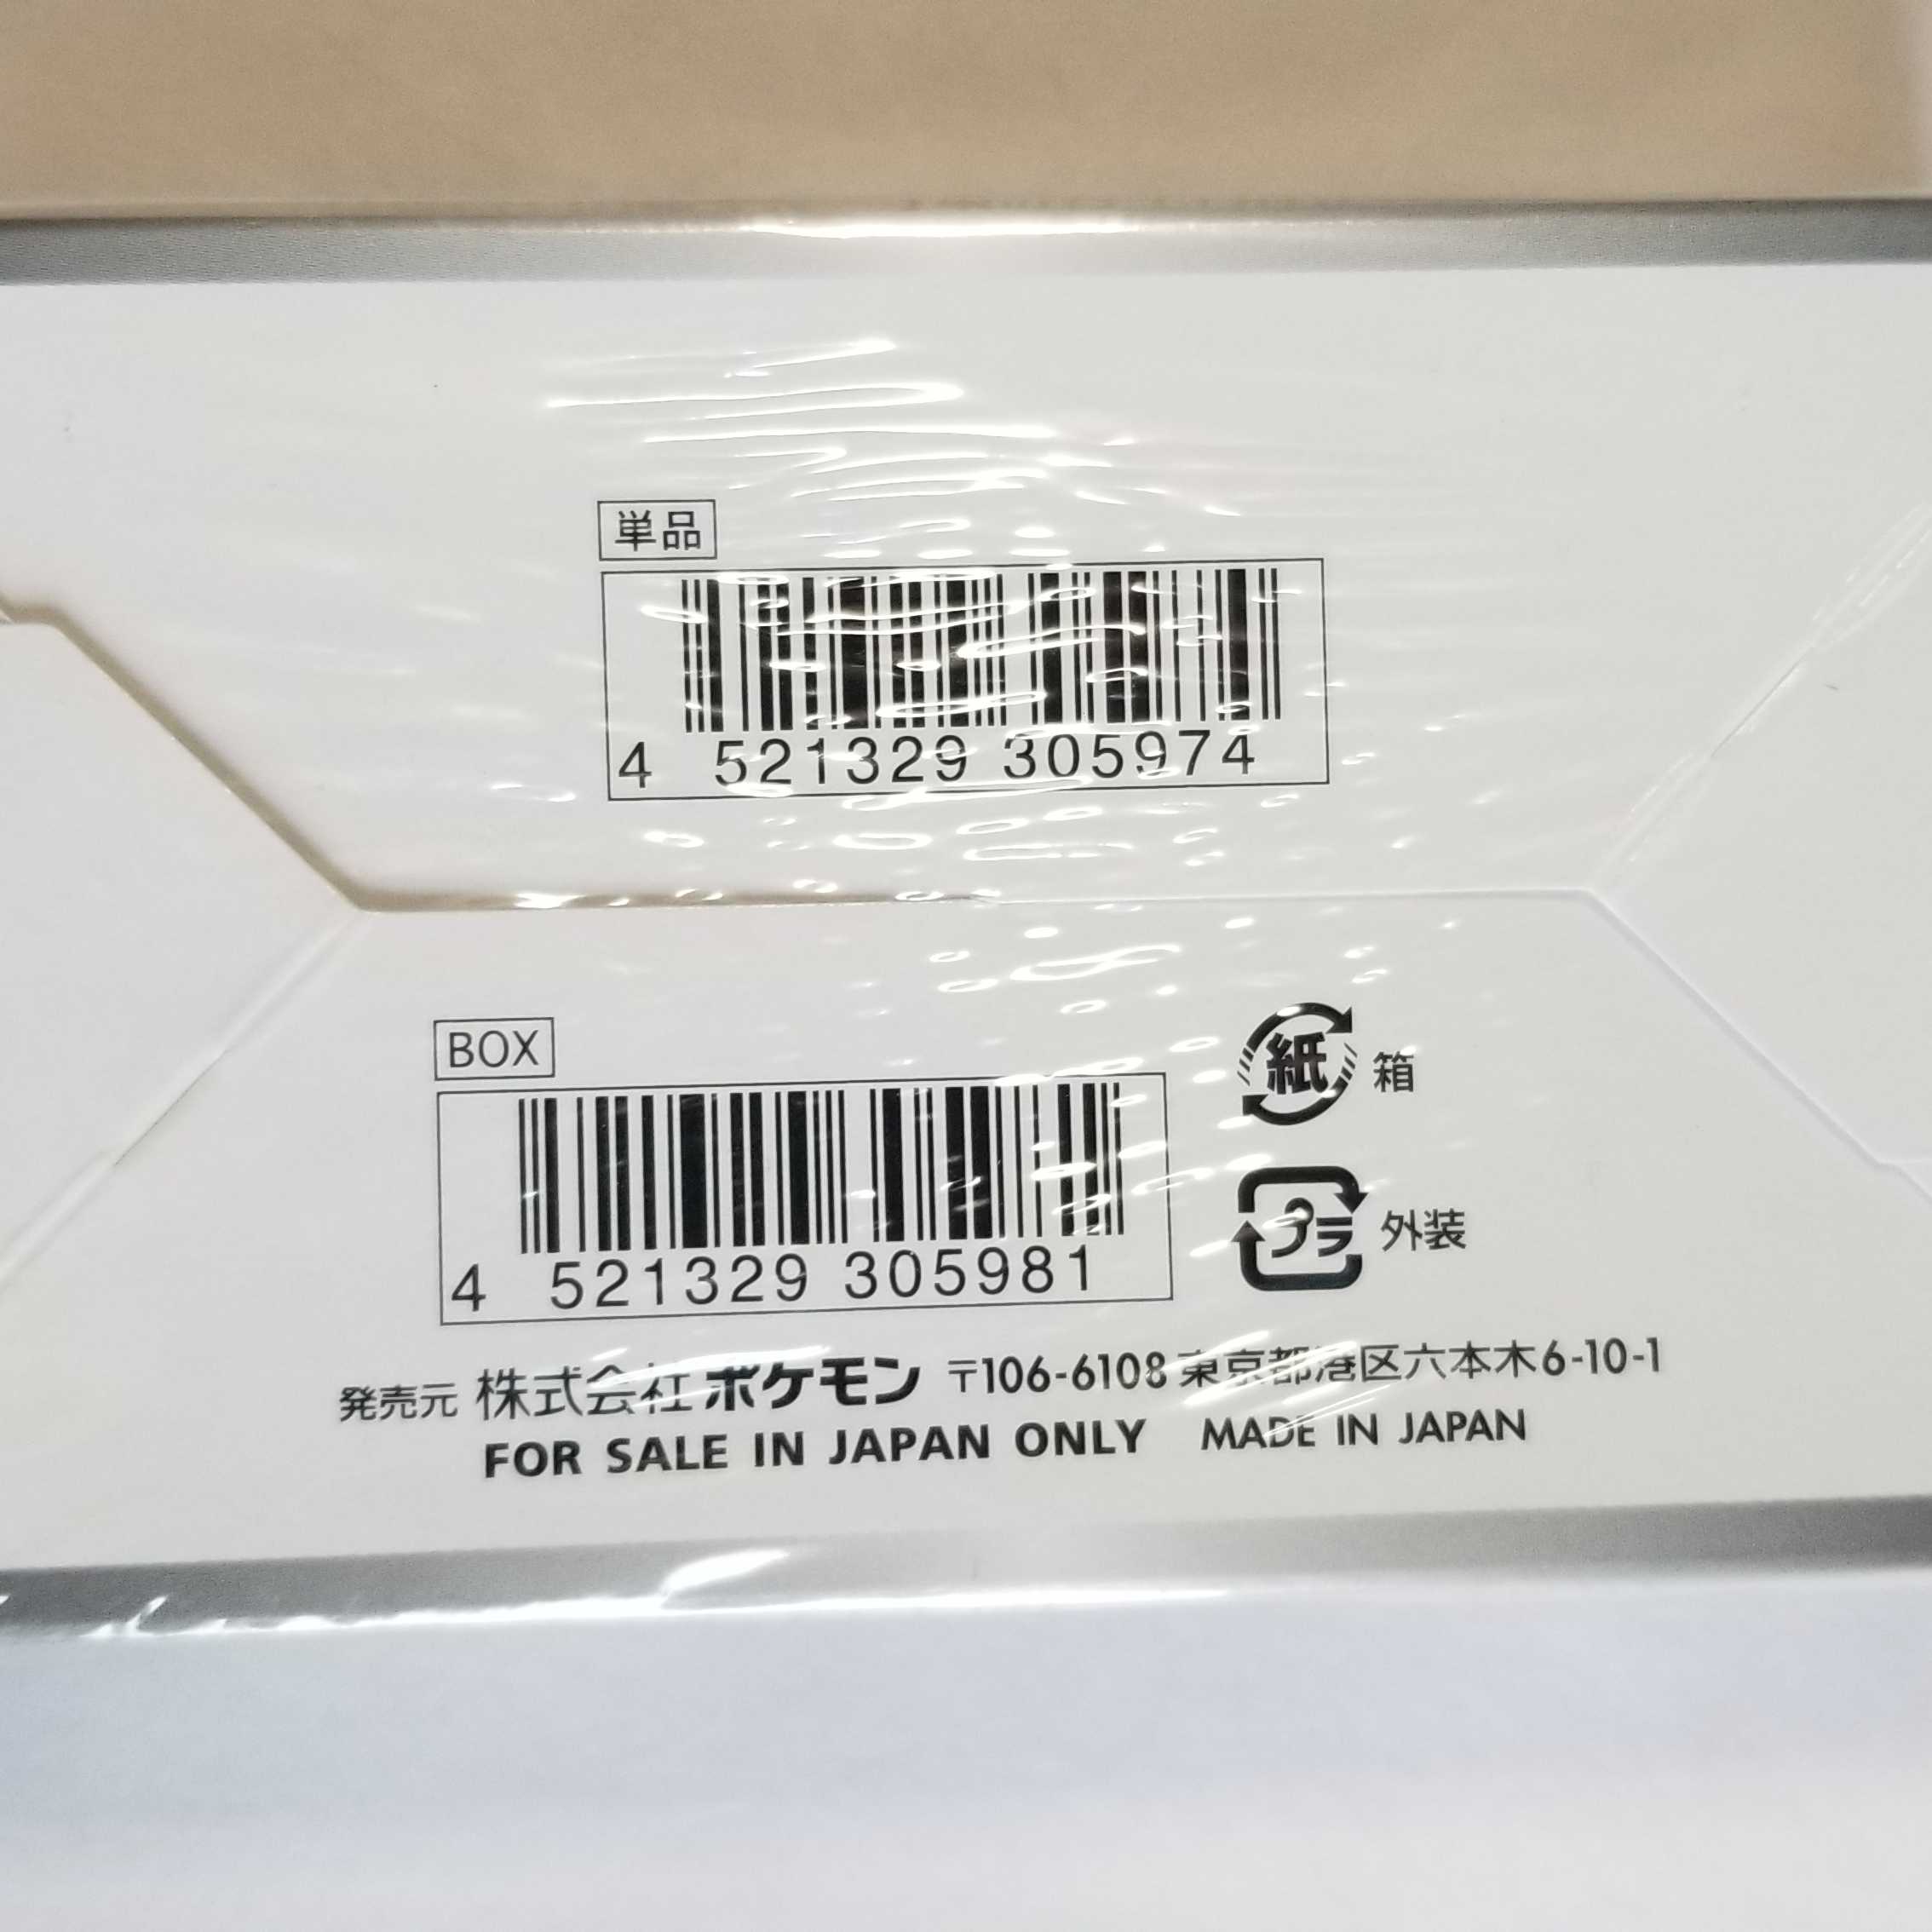 単品
4 521329 305974
BOX
4 521329 305981
紙 箱
プラ 外装
発売元 株式会社ポケモン 〒106-6108 東京都港区六本木6-10-1
FOR SALE IN JAPAN ONLY MADE IN JAPAN